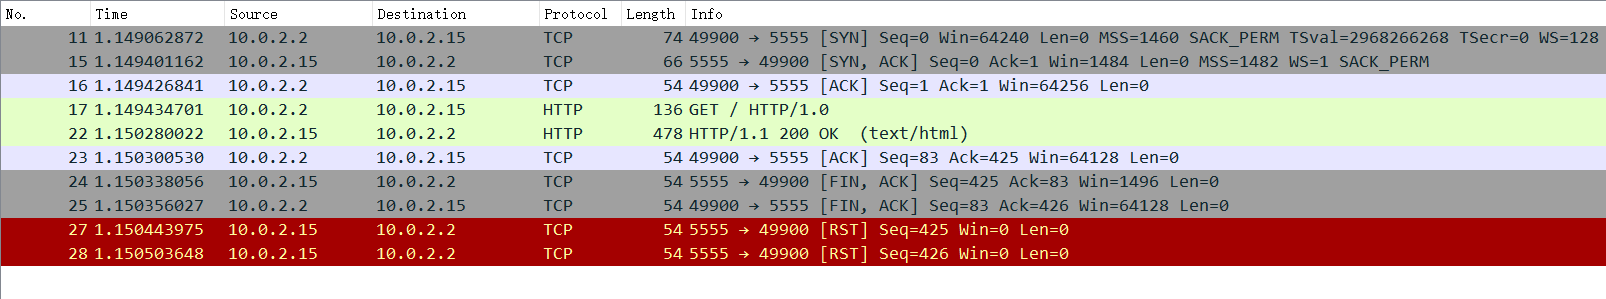 No. Time Source Destination Protocol Length Info
11 1.149062872 10.0.2.2 10.0.2.15 TCP 74 49900 → 5555 [SYN] Seq=0 Win=64240 Len=0 MSS=1460 SACK_PERM TSval=2968266268 TSecr=0 WS=128
15 1.149401162 10.0.2.15 10.0.2.2 TCP 66 5555 → 49900 [SYN, ACK] Seq=0 Ack=1 Win=1484 Len=0 MSS=1482 WS=1 SACK_PERM
16 1.149426841 10.0.2.2 10.0.2.15 TCP 54 49900 → 5555 [ACK] Seq=1 Ack=1 Win=64256 Len=0
17 1.149434701 10.0.2.2 10.0.2.15 HTTP 136 GET / HTTP/1.0
22 1.150280022 10.0.2.15 10.0.2.2 HTTP 478 HTTP/1.1 200 OK (text/html)
23 1.150300530 10.0.2.2 10.0.2.15 TCP 54 49900 → 5555 [ACK] Seq=83 Ack=425 Win=64128 Len=0
24 1.150338056 10.0.2.15 10.0.2.2 TCP 54 5555 → 49900 [FIN, ACK] Seq=425 Ack=83 Win=1496 Len=0
25 1.150356027 10.0.2.2 10.0.2.15 TCP 54 49900 → 5555 [FIN, ACK] Seq=83 Ack=426 Win=64128 Len=0
27 1.150443975 10.0.2.15 10.0.2.2 TCP 54 5555 → 49900 [RST] Seq=425 Win=0 Len=0
28 1.150503648 10.0.2.15 10.0.2.2 TCP 54 5555 → 49900 [RST] Seq=426 Win=0 Len=0